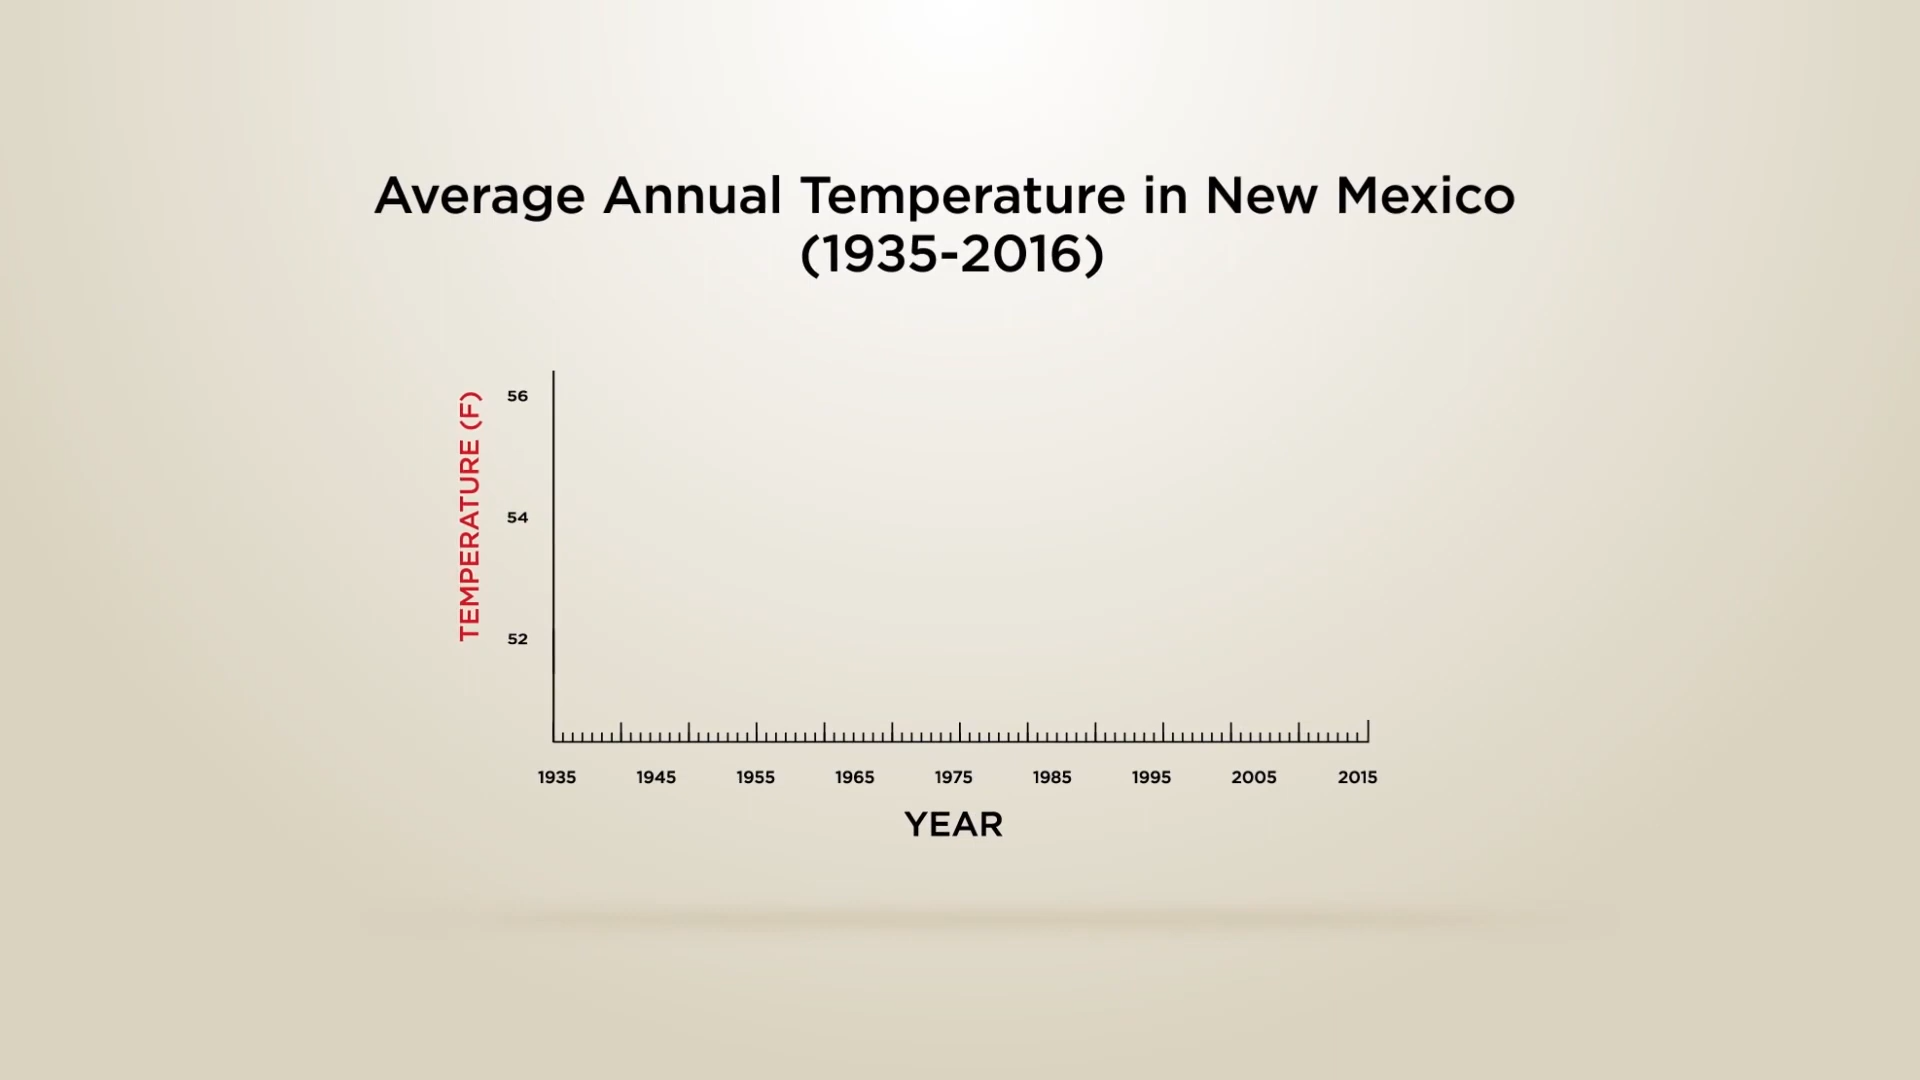 Average Annual Temperature in New Mexico
(1935-2016)
TEMPERATURE (F)
56
54
52
1935 1945 1955 1965 1975 1985 1995 2005 2015
YEAR